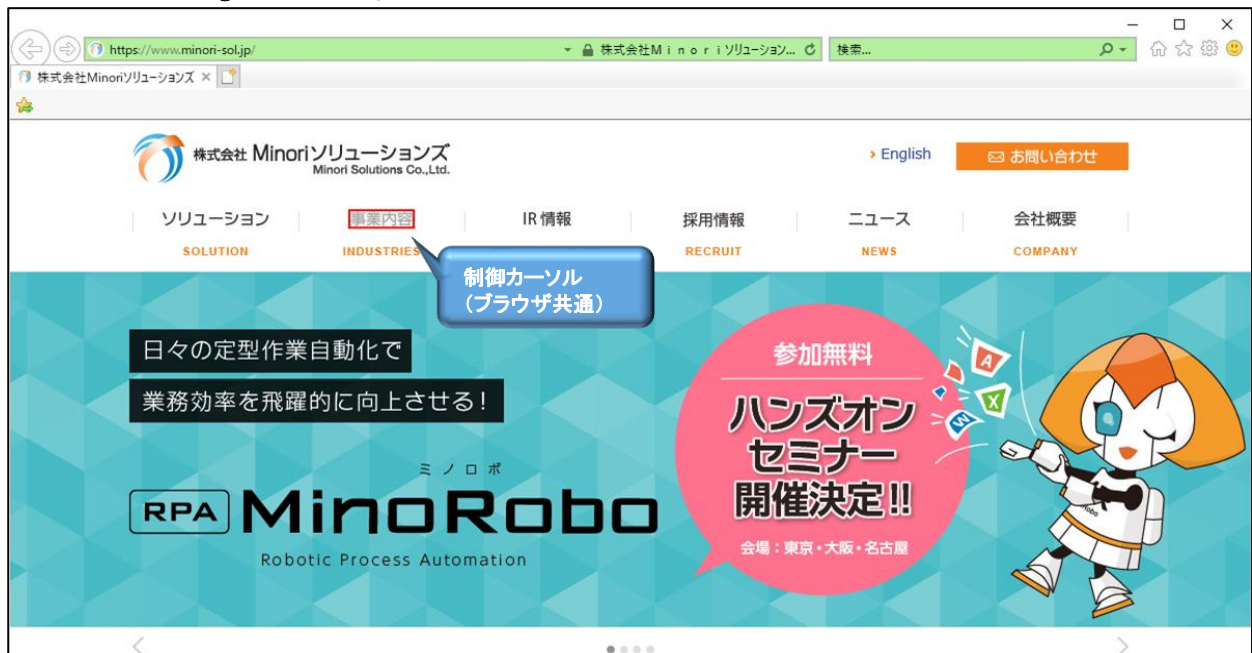 https://www.minori-sol.jp/
株式会社Ｍｉｎｏｒｉソリューション...
検索...
株式会社Minoriソリューションズ
株式会社 Minoriソリューションズ
Minori Solutions Co.,Ltd.
English
お問い合わせ
ソリューション
事業内容
IR 情報
採用情報
ニュース
会社概要
SOLUTION
INDUSTRIES
RECRUIT
NEWS
COMPANY
制御カーソル
（ブラウザ共通）
日々の定型作業自動化で
業務効率を飛躍的に向上させる！
ミノロボ
RPA MinoRobo
Robotic Process Automation
参加無料
ハンズオン
セミナー
開催決定!!
会場：東京・大阪・名古屋
A
X
W